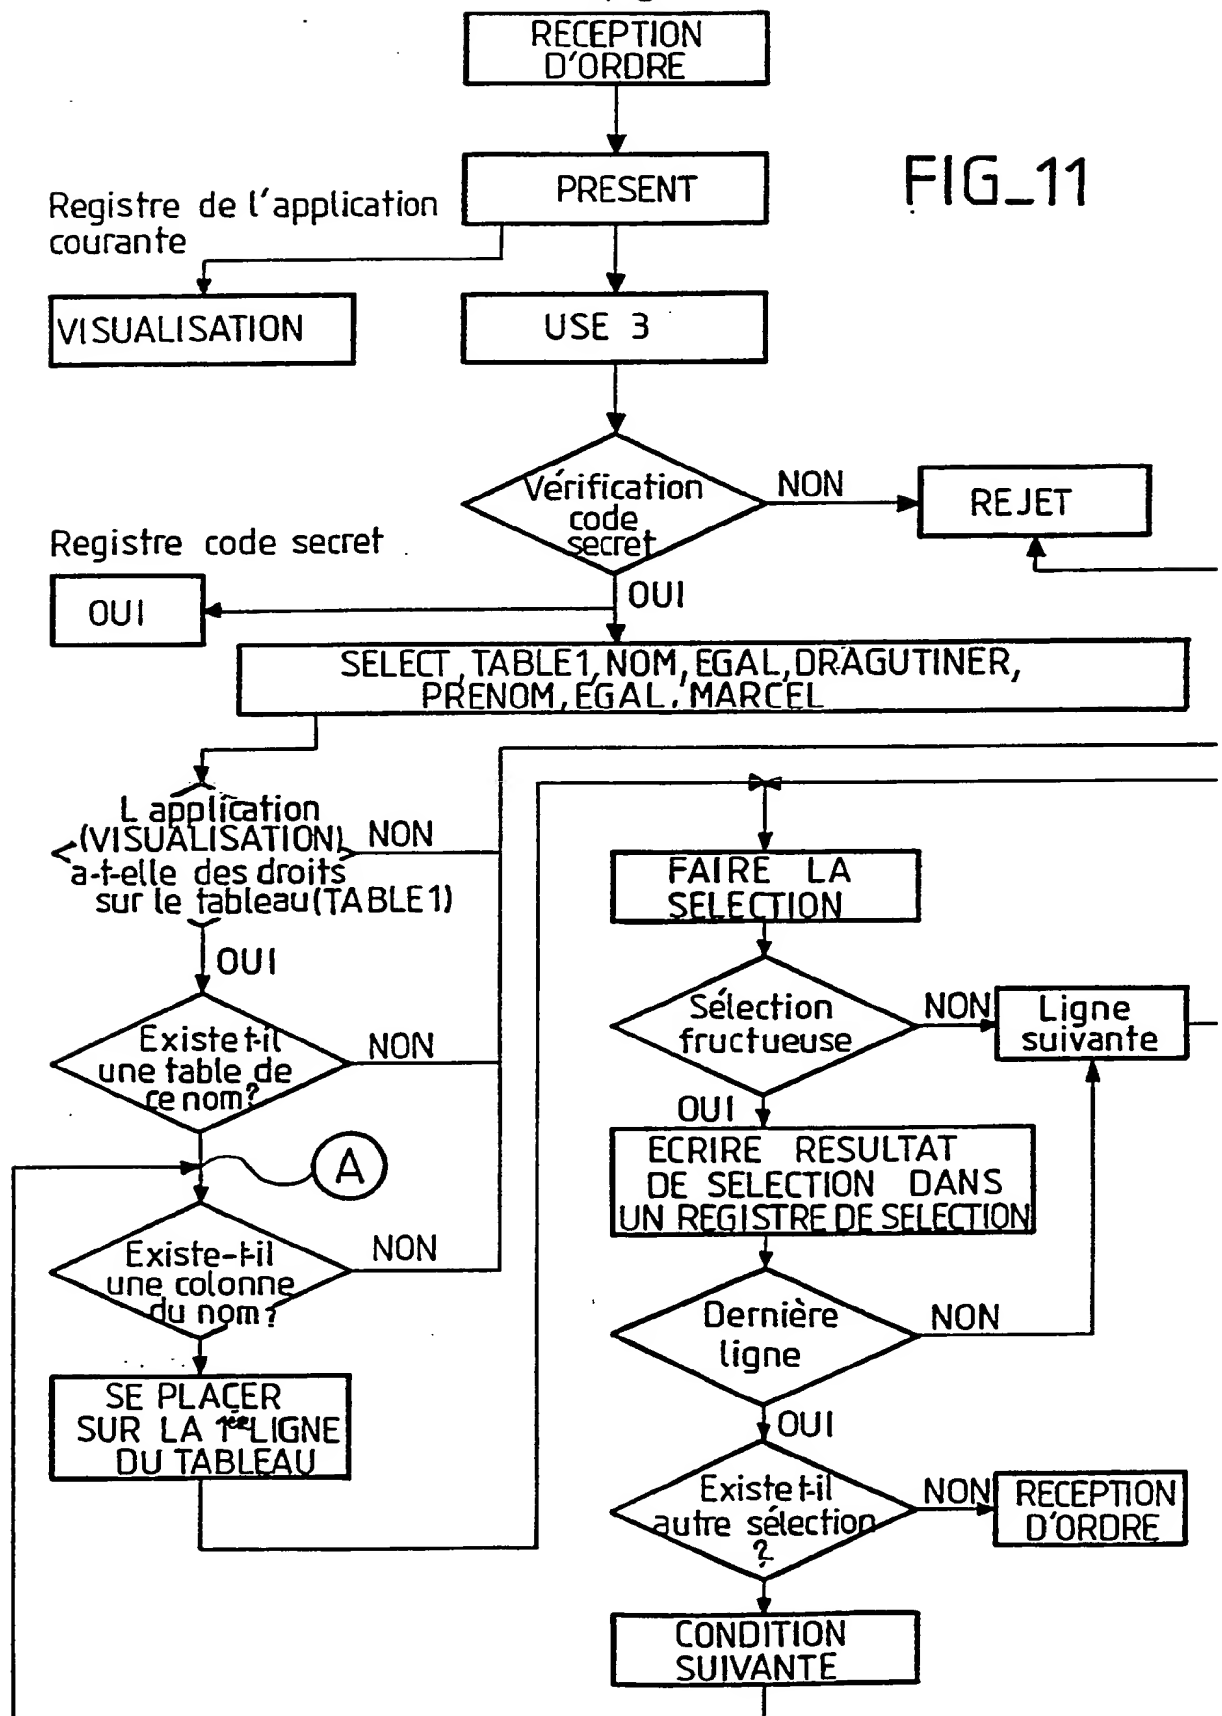 RECEPTION
D'ORDRE
PRESENT
FIG_11
Registre de l'application
courante
VISUALISATION
USE 3
Vérification
code
secret
NON
REJET
Registre code secret
OUI
OUI
SELECT, TABLE1, NOM, EGAL, DRAGUTINER,
PRENOM, EGAL, MARCEL
L application
(VISUALISATION)
a-t-elle des droits
sur le tableau (TABLE1)
NON
OUI
FAIRE LA
SELECTION
Existe t-il
une table de
ce nom?
NON
Sélection
fructueuse
NON
Ligne
suivante
OUI
A
ECRIRE RESULTAT
DE SELECTION DANS
UN REGISTRE DE SELECTION
Existe-t-il
une colonne
du nom?
NON
Dernière
ligne
NON
SE PLACER
SUR LA 1ère LIGNE
DU TABLEAU
OUI
Existe t-il
autre sélection
?
NON
RECEPTION
D'ORDRE
CONDITION
SUIVANTE